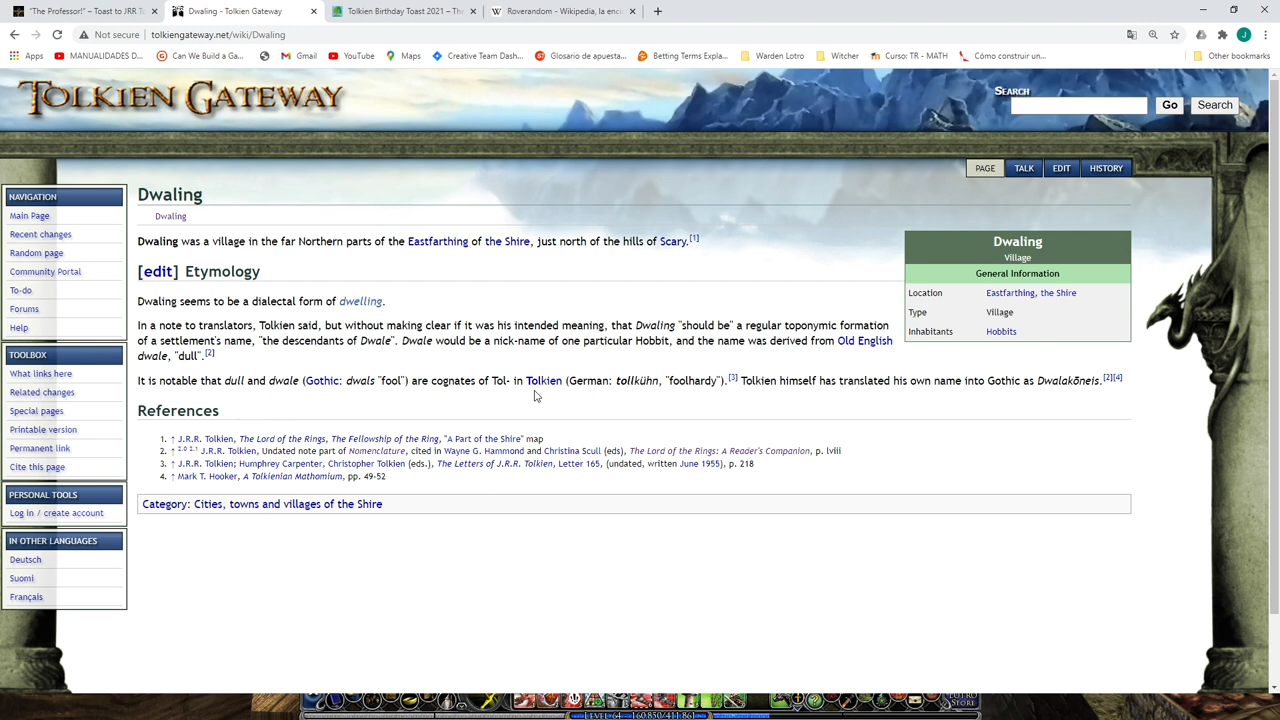 "The Professor!" – Toast to JRR To
Dwaling - Tolkien Gateway
Tolkien Birthday Toast 2021 – The
Roverandom - Wikipedia, la enci
Not secure | tolkiengateway.net/wiki/Dwaling
Apps
MANUALIDADES D...
Can We Build a Ga...
Gmail
YouTube
Maps
Creative Team Dash...
Glosario de apuesta...
Betting Terms Expla...
Warden Lotro
Witcher
Curso: TR - MATH
Cómo construir un...
Other bookmarks
TOLKIEN GATEWAY
SEARCH
Go
Search
PAGE
TALK
EDIT
HISTORY
NAVIGATION
Main Page
Recent changes
Random page
Community Portal
To-do
Forums
Help
TOOLBOX
What links here
Related changes
Special pages
Printable version
Permanent link
Cite this page
PERSONAL TOOLS
Log in / create account
IN OTHER LANGUAGES
Deutsch
Suomi
Français
Dwaling
Dwaling
Dwaling was a village in the far Northern parts of the Eastfarthing of the Shire, just north of the hills of Scary.[1]
[edit] Etymology
Dwaling seems to be a dialectal form of dwelling.
In a note to translators, Tolkien said, but without making clear if it was his intended meaning, that Dwaling "should be" a regular toponymic formation
of a settlement's name, "the descendants of Dwale". Dwale would be a nick-name of one particular Hobbit, and the name was derived from Old English
dwale, "dull".[2]
It is notable that dull and dwale (Gothic: dwals "fool") are cognates of Tol- in Tolkien (German: tollkühn, "foolhardy").[3] Tolkien himself has translated his own name into Gothic as Dwalakōneis.[2][4]
Dwaling
Village
General Information
Location Eastfarthing, the Shire
Type Village
Inhabitants Hobbits
References
1. ↑ J.R.R. Tolkien, The Lord of the Rings, The Fellowship of the Ring, "A Part of the Shire" map
2. ↑ 2.0 2.1 J.R.R. Tolkien, Undated note part of Nomenclature, cited in Wayne G. Hammond and Christina Scull (eds), The Lord of the Rings: A Reader's Companion, p. lviii
3. ↑ J.R.R. Tolkien; Humphrey Carpenter, Christopher Tolkien (eds.), The Letters of J.R.R. Tolkien, Letter 165, (undated, written June 1955), p. 218
4. ↑ Mark T. Hooker, A Tolkienian Mathomium, pp. 49-52
Category: Cities, towns and villages of the Shire
STORE
LEVEL 64